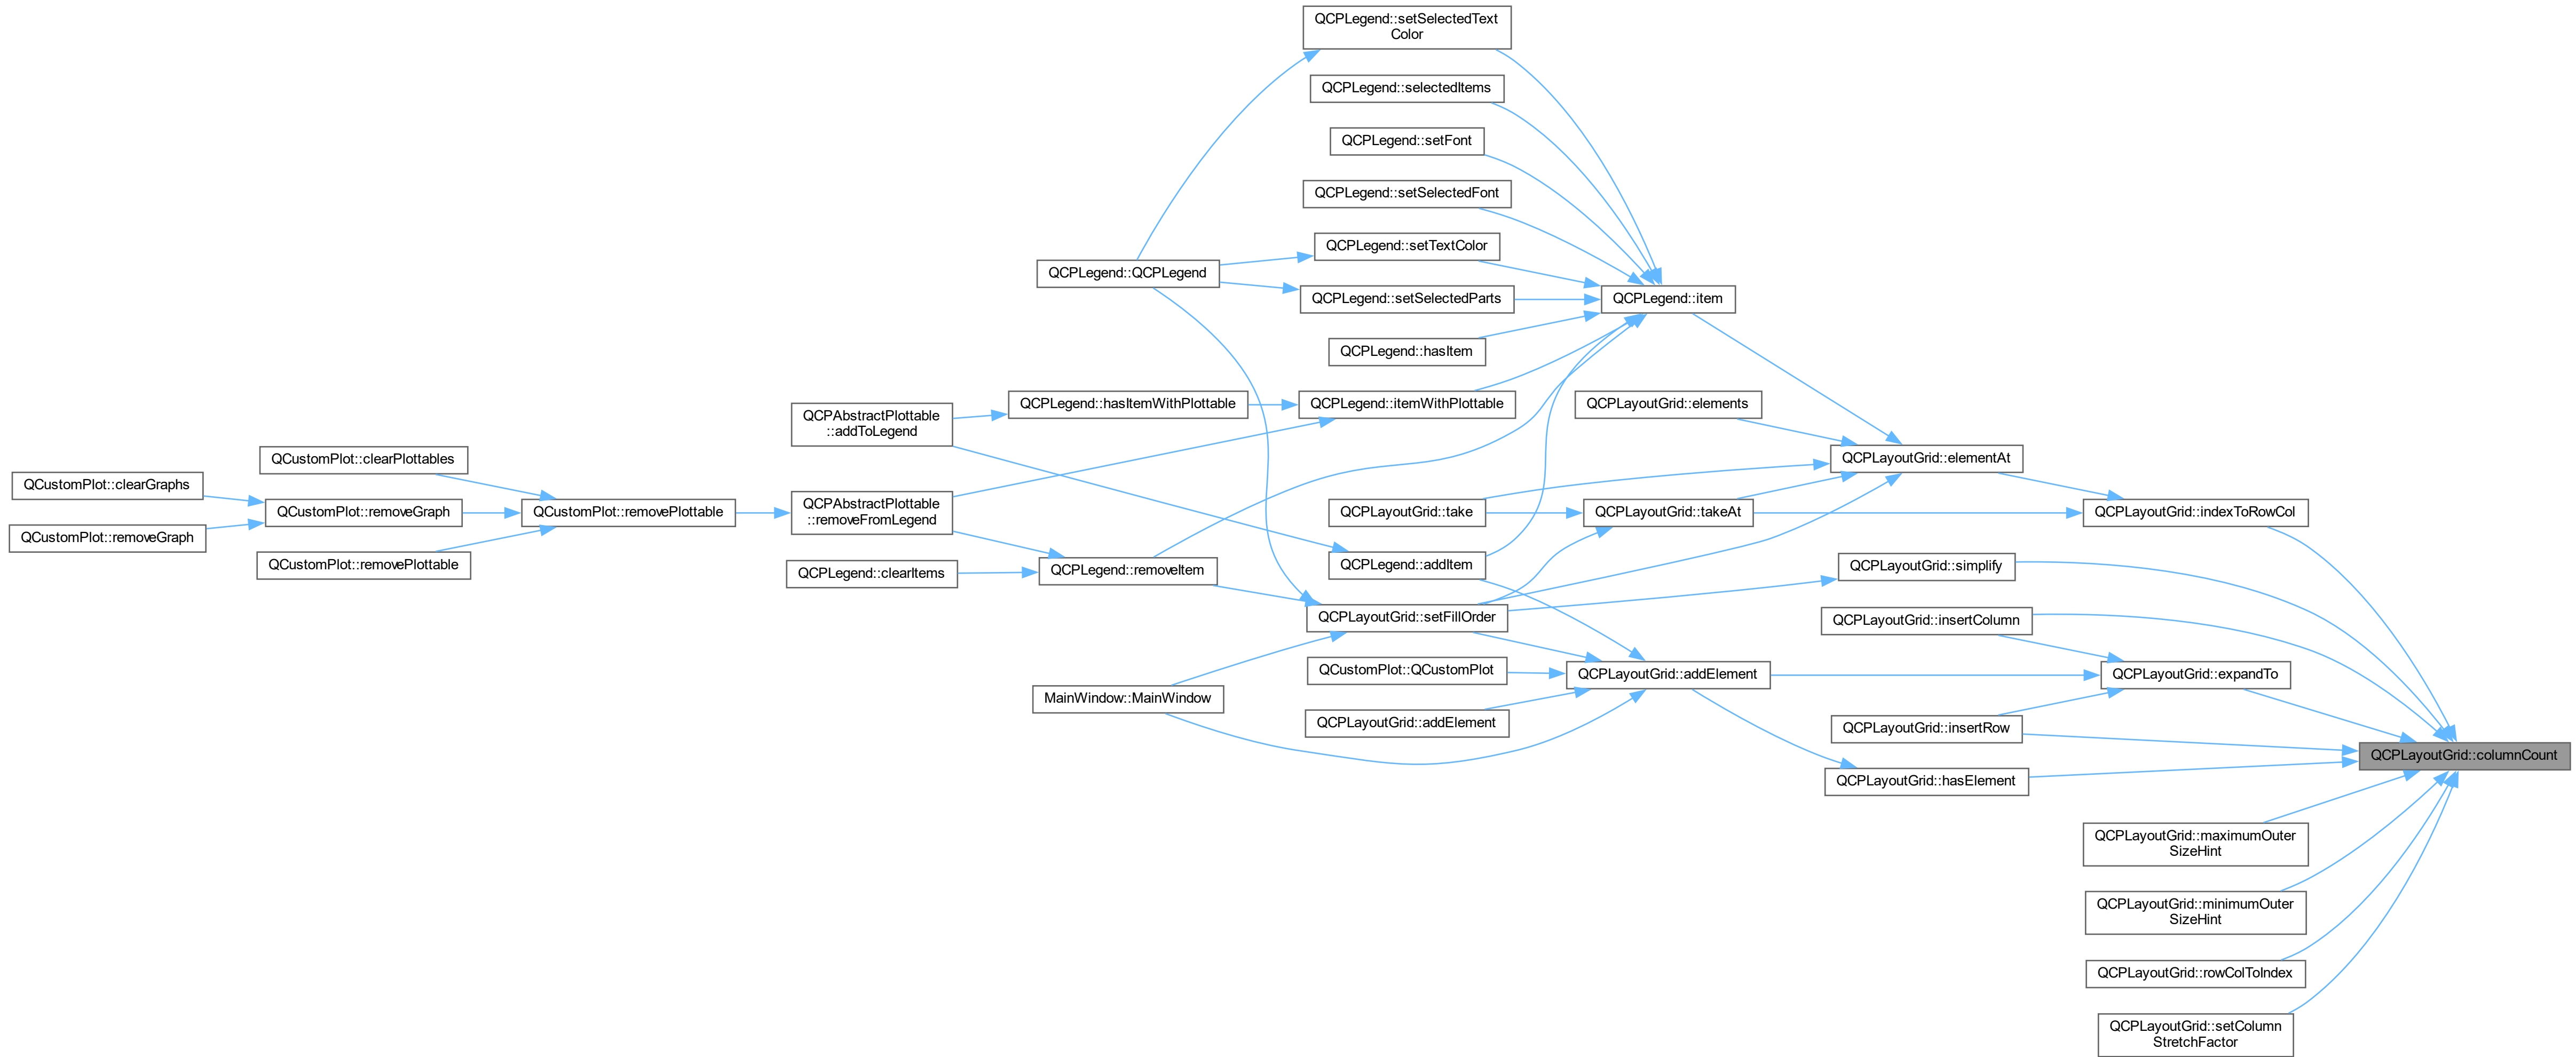 QCPLegend::setSelectedText
Color
QCPLegend::selectedItems
QCPLegend::setFont
QCPLegend::setSelectedFont
QCPLegend::setTextColor
QCPLegend::QCPLegend
QCPLegend::setSelectedParts
QCPLegend::item
QCPLegend::hasItem
QCPLegend::hasItemWithPlottable
QCPLegend::itemWithPlottable
QCPLayoutGrid::elements
QCPAbstractPlottable
::addToLegend
QCustomPlot::clearPlottables
QCPLayoutGrid::elementAt
QCustomPlot::clearGraphs
QCustomPlot::removeGraph
QCustomPlot::removePlottable
QCPAbstractPlottable
::removeFromLegend
QCPLayoutGrid::take
QCPLayoutGrid::takeAt
QCPLayoutGrid::indexToRowCol
QCustomPlot::removeGraph
QCustomPlot::removePlottable
QCPLegend::clearItems
QCPLegend::removeItem
QCPLegend::addItem
QCPLayoutGrid::simplify
QCPLayoutGrid::setFillOrder
QCPLayoutGrid::insertColumn
QCustomPlot::QCustomPlot
QCPLayoutGrid::addElement
QCPLayoutGrid::expandTo
MainWindow::MainWindow
QCPLayoutGrid::addElement
QCPLayoutGrid::insertRow
QCPLayoutGrid::columnCount
QCPLayoutGrid::hasElement
QCPLayoutGrid::maximumOuter
SizeHint
QCPLayoutGrid::minimumOuter
SizeHint
QCPLayoutGrid::rowColToIndex
QCPLayoutGrid::setColumn
StretchFactor